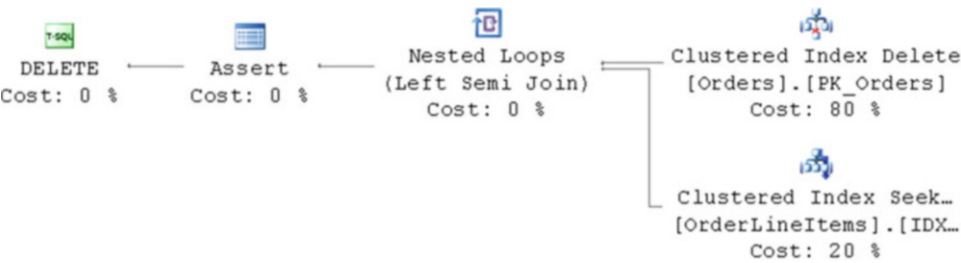 T-SQL
DELETE
Cost: 0 %
Assert
Cost: 0 %
Nested Loops
(Left Semi Join)
Cost: 0 %
Clustered Index Delete
[Orders].[PK_Orders]
Cost: 80 %
Clustered Index Seek…
[OrderLineItems].[IDX…
Cost: 20 %